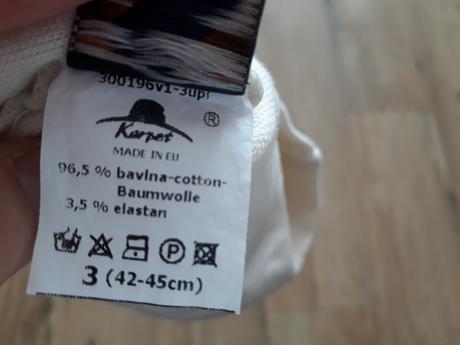 300196v1-3upl
Karpet ®
MADE IN EU
96,5 % bavlna-cotton-
Baumwolle
3,5 % elastan
P
3 (42-45cm)